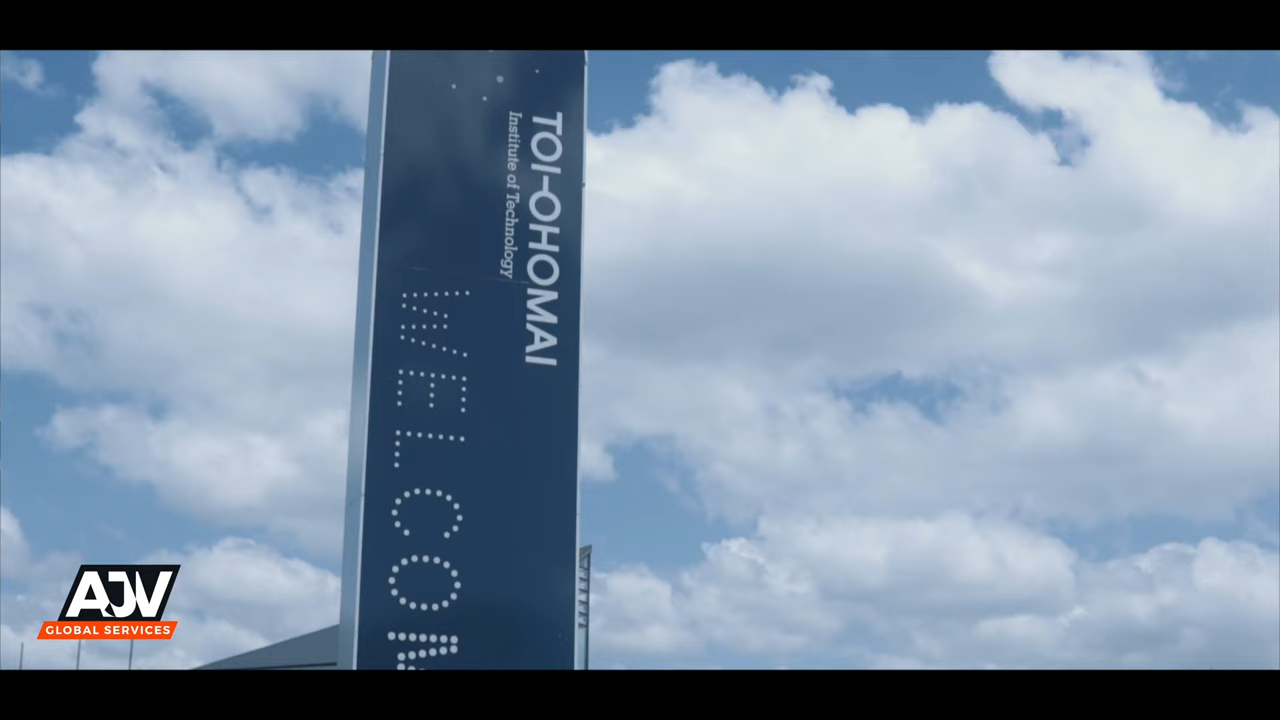 TOI-OHOMAI
Institute of Technology
WELCOM
AJV
GLOBAL SERVICES